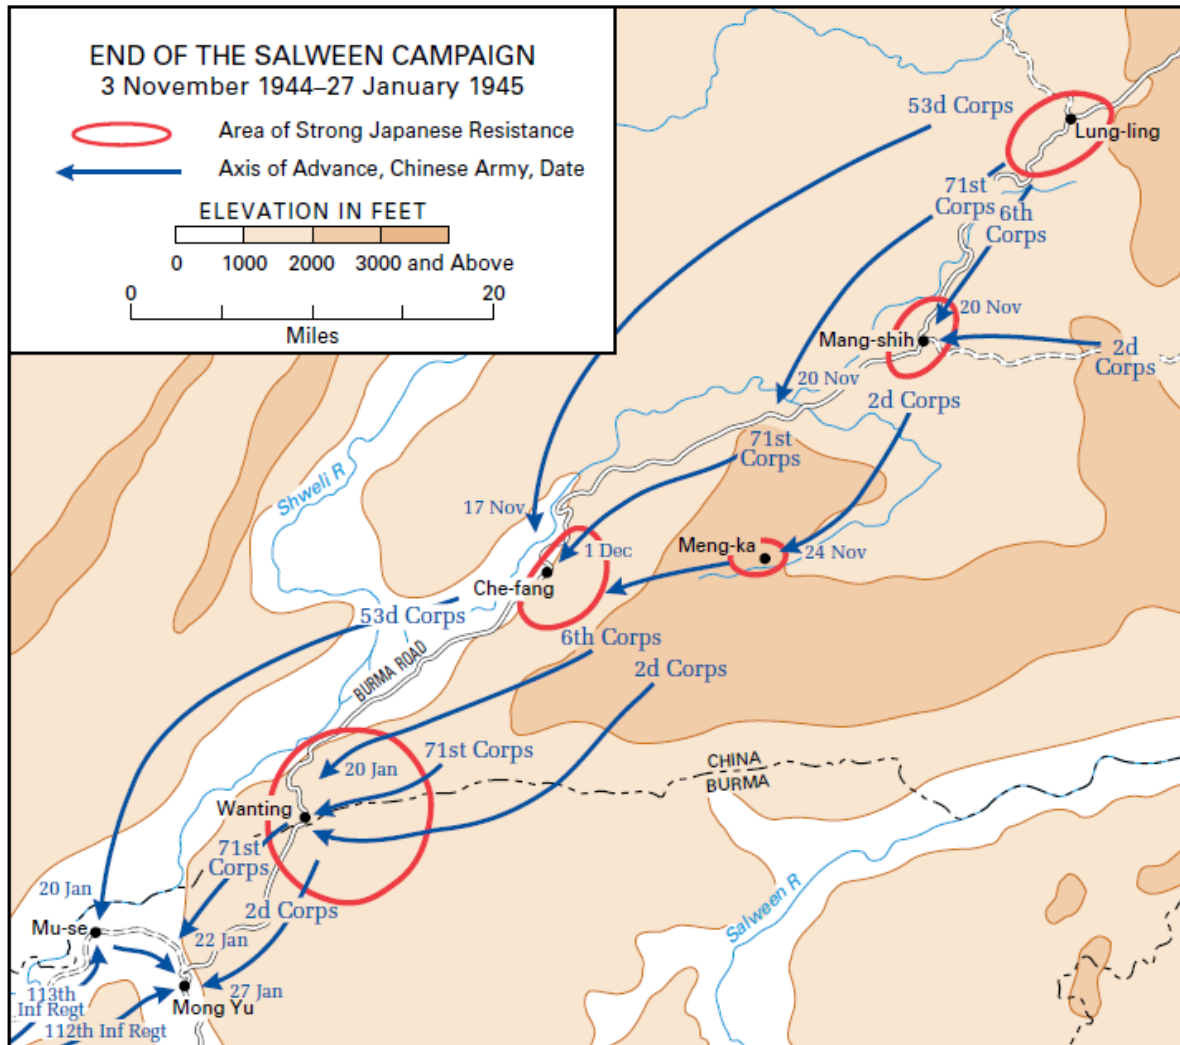 END OF THE SALWEEN CAMPAIGN
3 November 1944–27 January 1945
Area of Strong Japanese Resistance
Axis of Advance, Chinese Army, Date
ELEVATION IN FEET
0 1000 2000 3000 and Above
0 20
Miles
53d Corps
Lung-ling
71st
Corps
6th
Corps
20 Nov
Mang-shih
2d
Corps
20 Nov
2d Corps
71st
Corps
Shweli R
17 Nov
1 Dec
Meng-ka
24 Nov
Che-fang
53d Corps
6th Corps
2d Corps
BURMA ROAD
71st Corps
20 Jan
CHINA
BURMA
Wanting
71st
Corps
20 Jan
2d Corps
Salween R
Mu-se
22 Jan
27 Jan
113th
Inf Regt
Mong Yu
112th Inf Regt